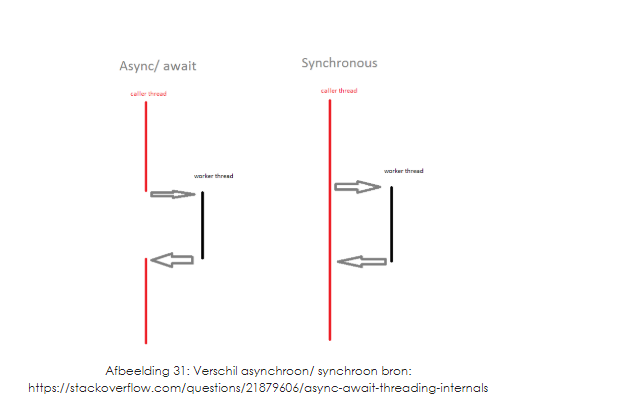 Async/ await
Synchronous
caller thread
caller thread
worker thread
worker thread
Afbeelding 31: Verschil asynchroon/ synchroon bron:
https://stackoverflow.com/questions/21879606/async-await-threading-internals